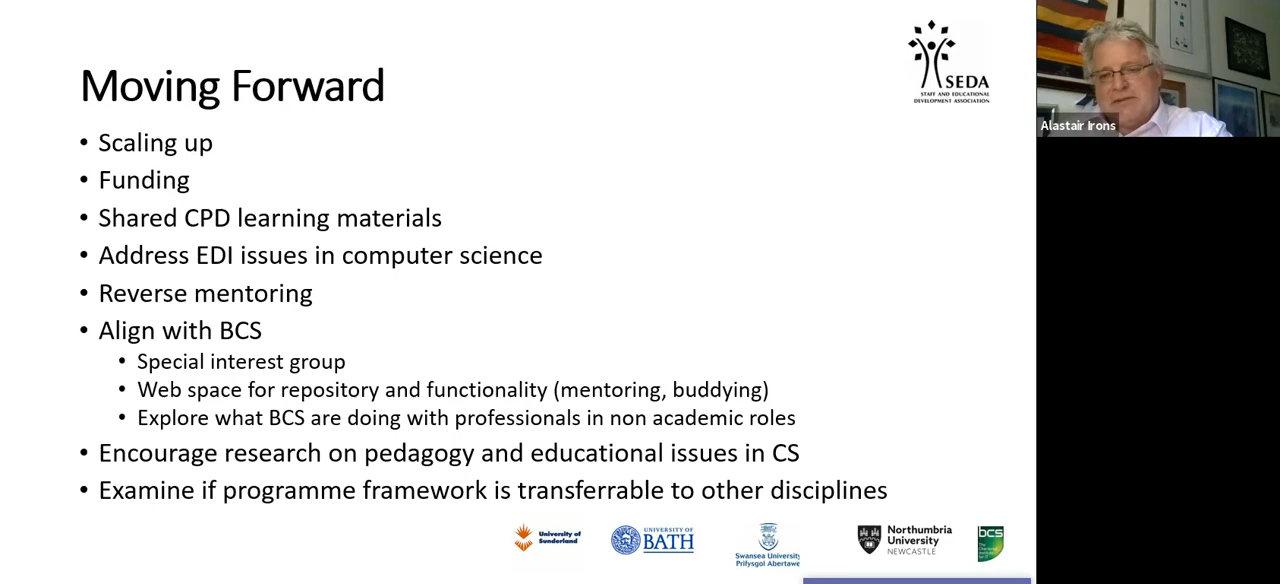 SEDA
STAFF AND EDUCATIONAL
DEVELOPMENT ASSOCIATION
Moving Forward
• Scaling up
• Funding
• Shared CPD learning materials
• Address EDI issues in computer science
• Reverse mentoring
• Align with BCS
• Special interest group
• Web space for repository and functionality (mentoring, buddying)
• Explore what BCS are doing with professionals in non academic roles
• Encourage research on pedagogy and educational issues in CS
• Examine if programme framework is transferrable to other disciplines
University of
Sunderland
UNIVERSITY OF
BATH
Swansea University
Prifysgol Abertawe
Northumbria
University
NEWCASTLE
bcs
Alastair Irons